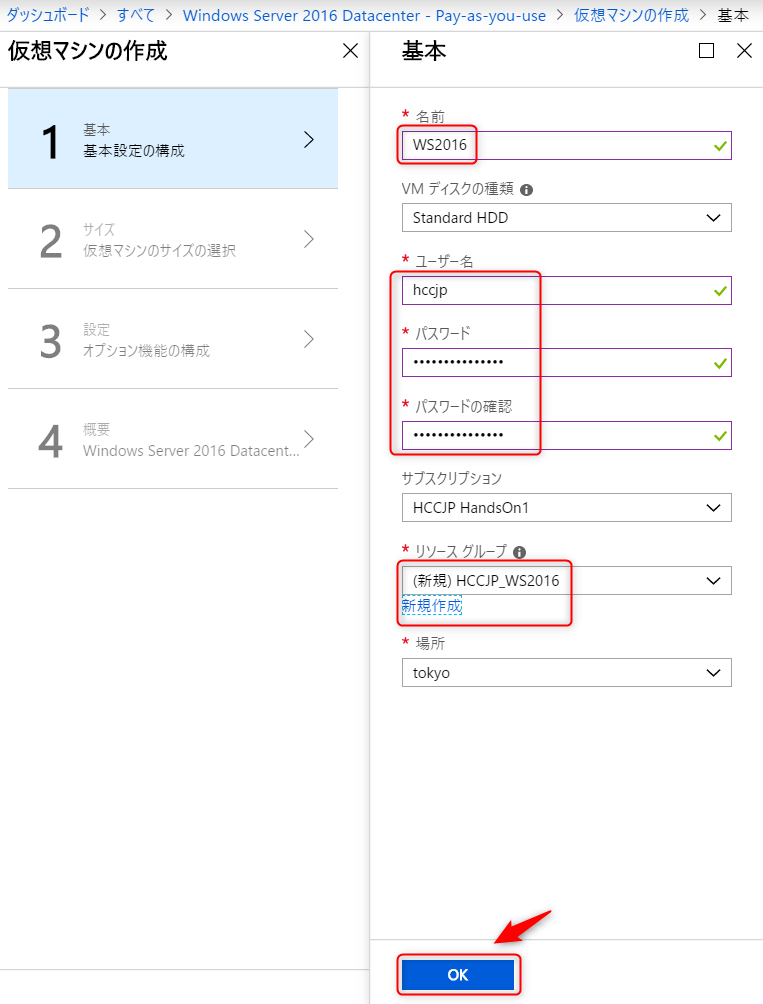 ダッシュボード > すべて > Windows Server 2016 Datacenter - Pay-as-you-use > 仮想マシンの作成 > 基本
仮想マシンの作成
1
基本
基本設定の構成
2
サイズ
仮想マシンのサイズの選択
3
設定
オプション機能の構成
4
概要
Windows Server 2016 Datacent...
基本
* 名前
WS2016
VM ディスクの種類
Standard HDD
* ユーザー名
hccjp
* パスワード
•••••••••••••••
* パスワードの確認
•••••••••••••••
サブスクリプション
HCCJP HandsOn1
* リソース グループ
(新規) HCCJP_WS2016
新規作成
* 場所
tokyo
OK